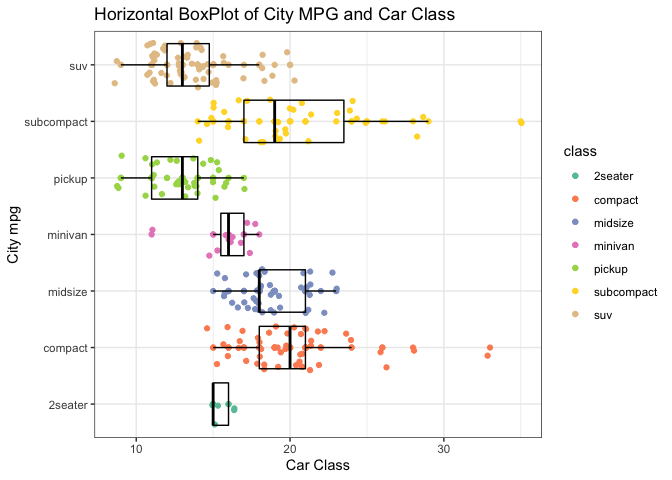 Horizontal BoxPlot of City MPG and Car Class
City mpg
suv
subcompact
pickup
minivan
midsize
compact
2seater
10 20 30
Car Class
class
2seater
compact
midsize
minivan
pickup
subcompact
suv